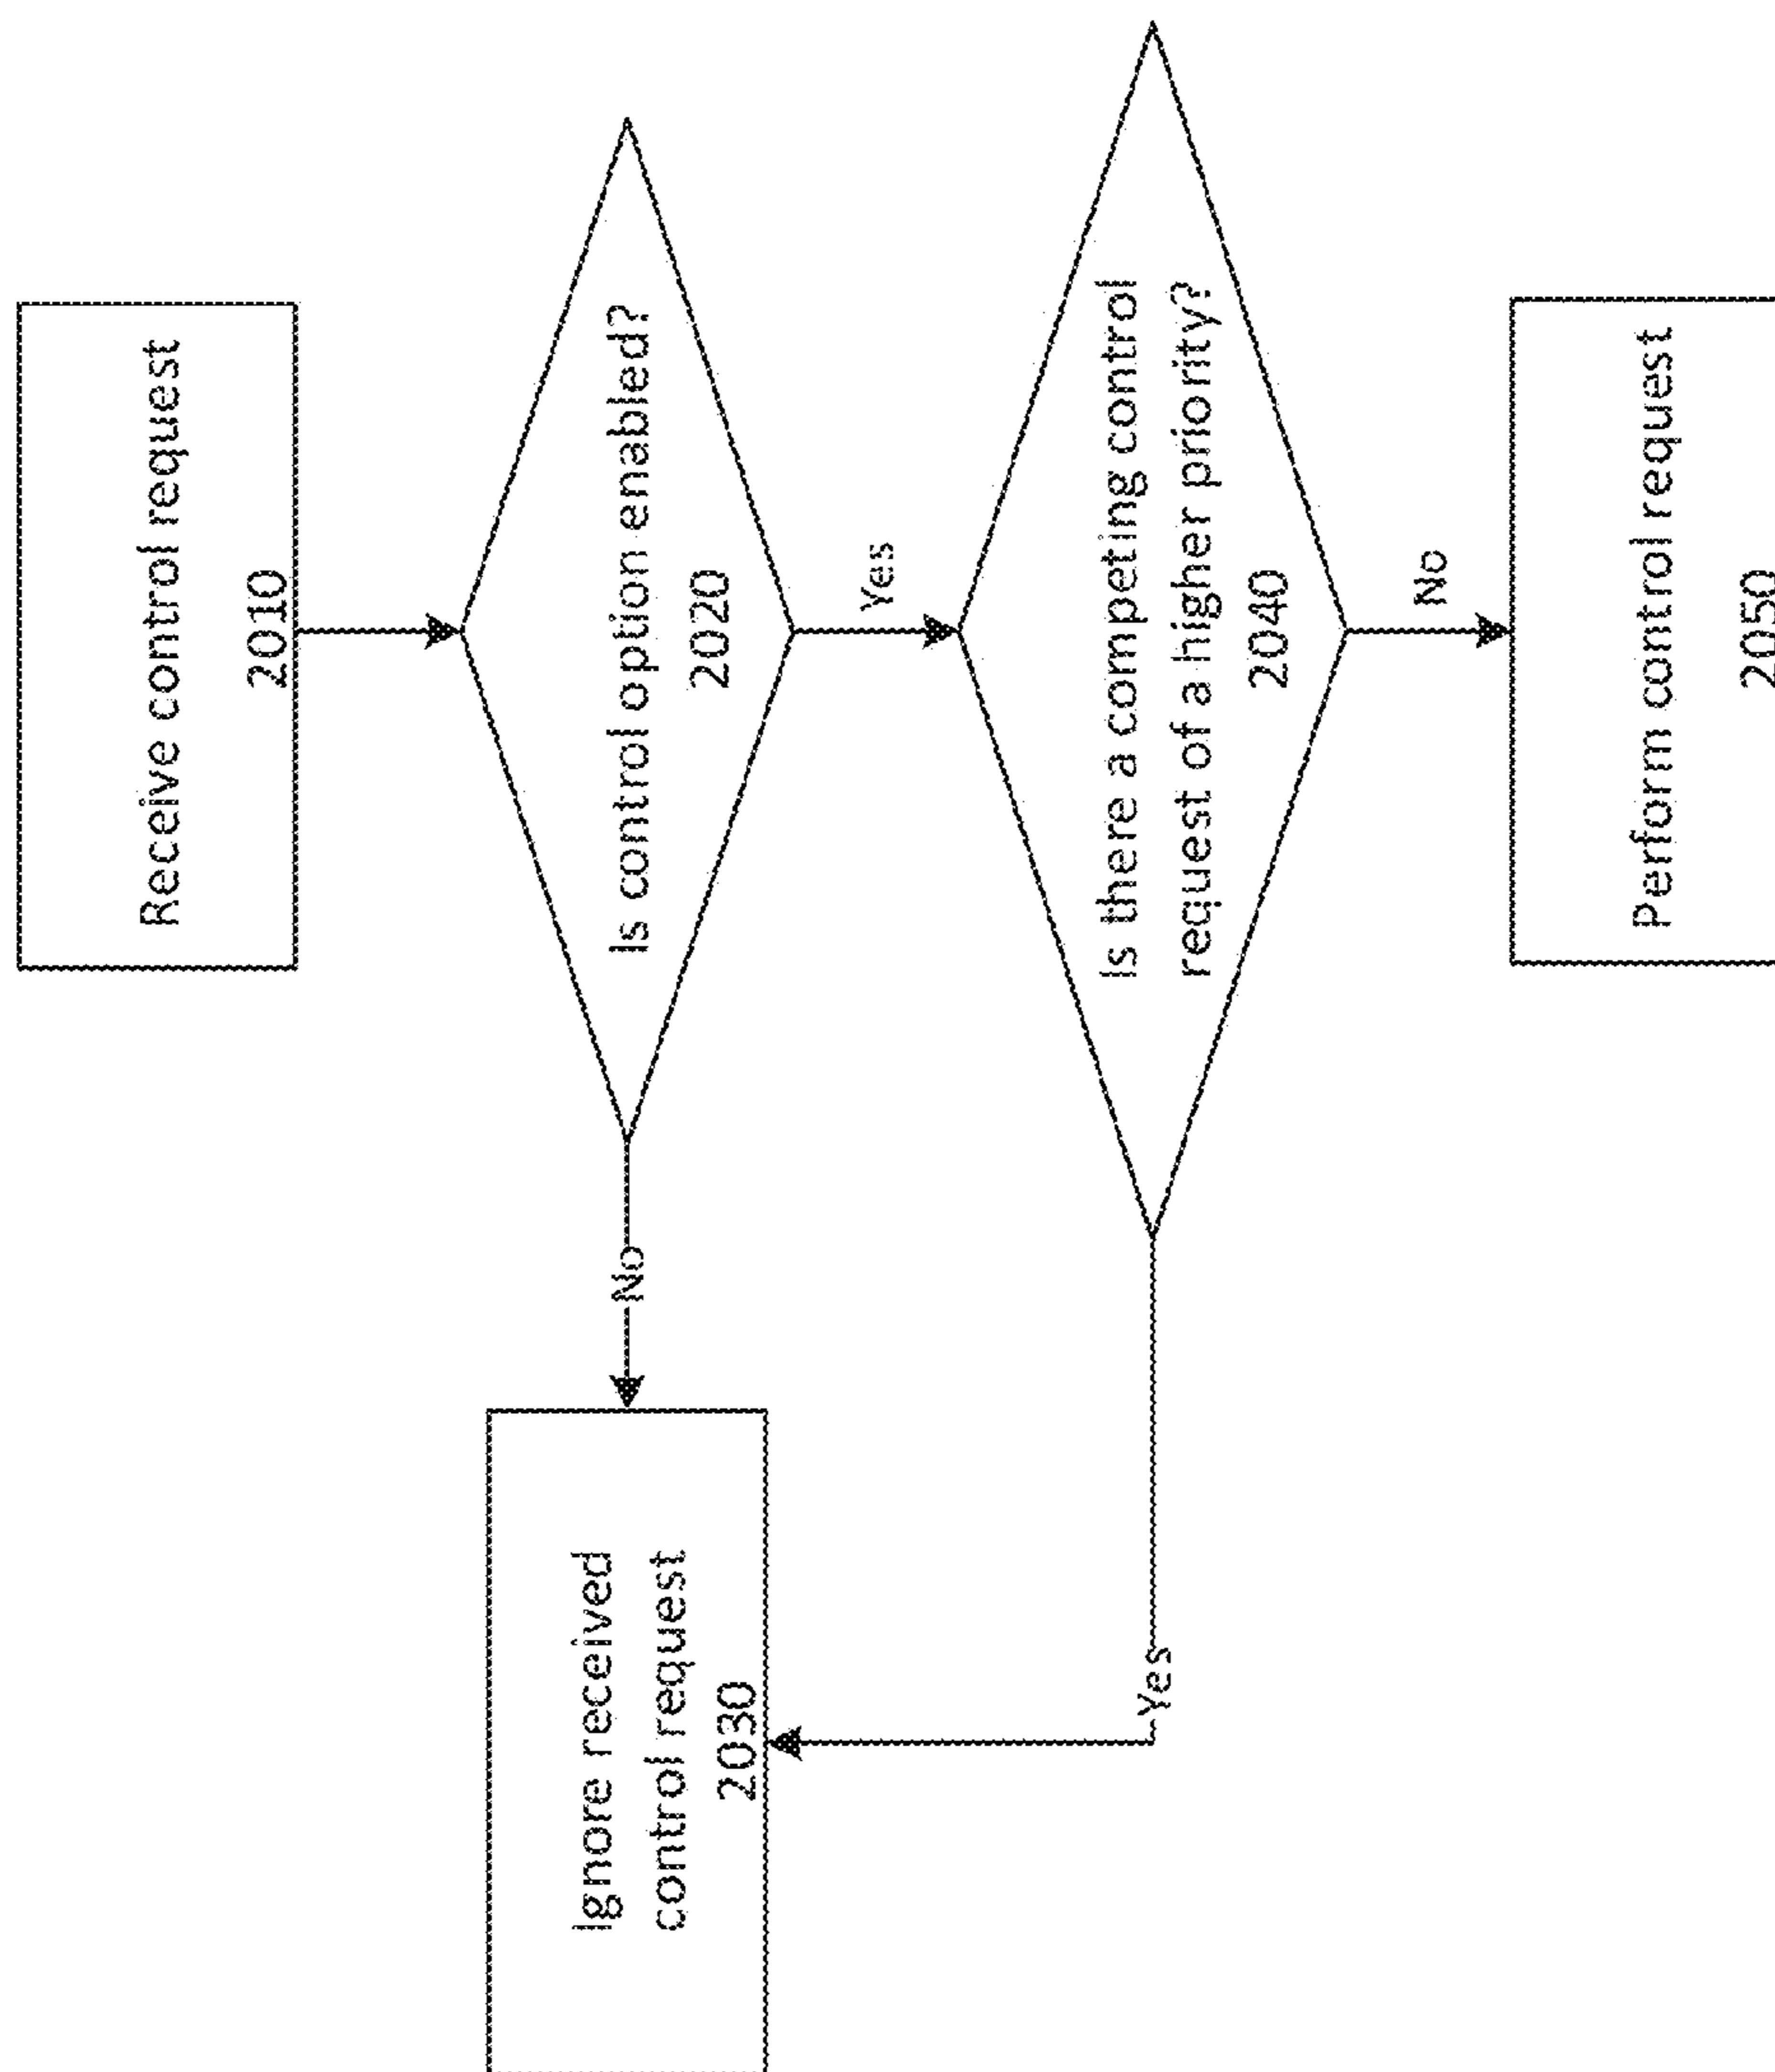 Receive control request
2010
Is control option enabled?
2020
No
Yes
Ignore received
control request
2030
Is there a competing control
request of a higher priority?
2040
Yes
No
Perform control request
2050